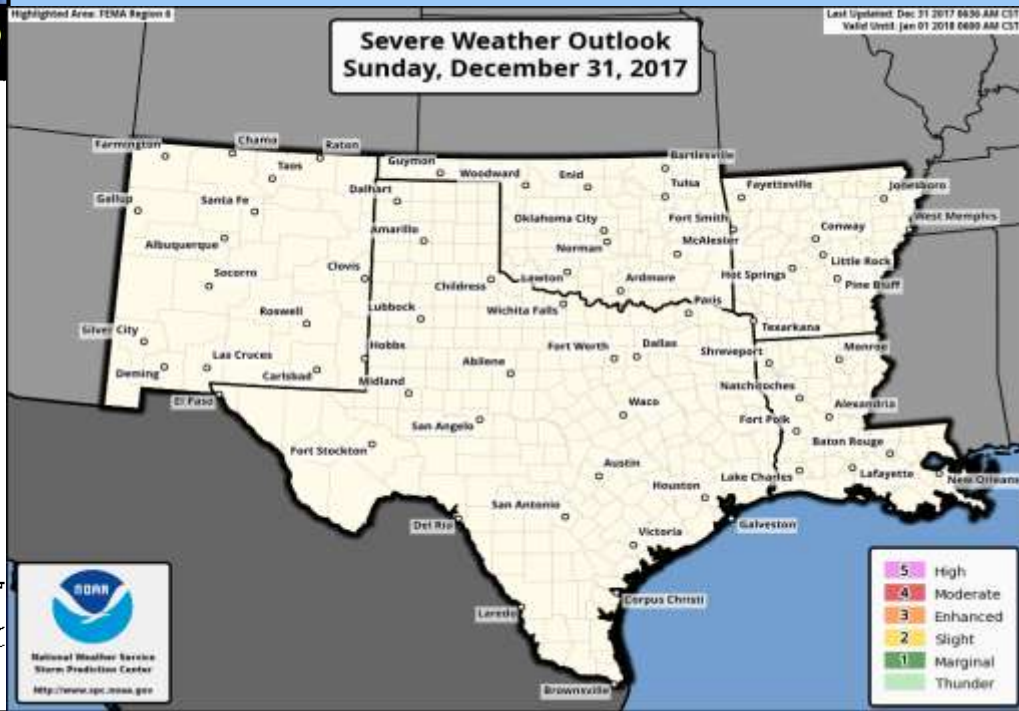 Highlighted Area: FEMA Region 6
Last Updated: Dec 31 2017 0636 AM CST
Valid Until: Jan 01 2018 0600 AM CST
Severe Weather Outlook
Sunday, December 31, 2017
Farmington
Chama
Raton
Taos
Guymon
Woodward
Enid
Bartlesville
Tulsa
Fayetteville
Jonesboro
Gallup
Santa Fe
Dalhart
Oklahoma City
Fort Smith
West Memphis
Albuquerque
Amarillo
Norman
McAlester
Conway
Socorro
Clovis
Childress
Lawton
Ardmore
Hot Springs
Little Rock
Pine Bluff
Roswell
Lubbock
Wichita Falls
Paris
Texarkana
Silver City
Las Cruces
Hobbs
Abilene
Fort Worth
Dallas
Shreveport
Monroe
Deming
Carlsbad
Midland
Natchitoches
El Paso
San Angelo
Waco
Fort Polk
Alexandria
Fort Stockton
Baton Rouge
Austin
Lake Charles
Lafayette
New Orleans
San Antonio
Houston
Del Rio
Victoria
Galveston
Laredo
Corpus Christi
Brownsville
NOAA
National Weather Service
Storm Prediction Center
http://www.spc.noaa.gov
5 High
4 Moderate
3 Enhanced
2 Slight
1 Marginal
Thunder